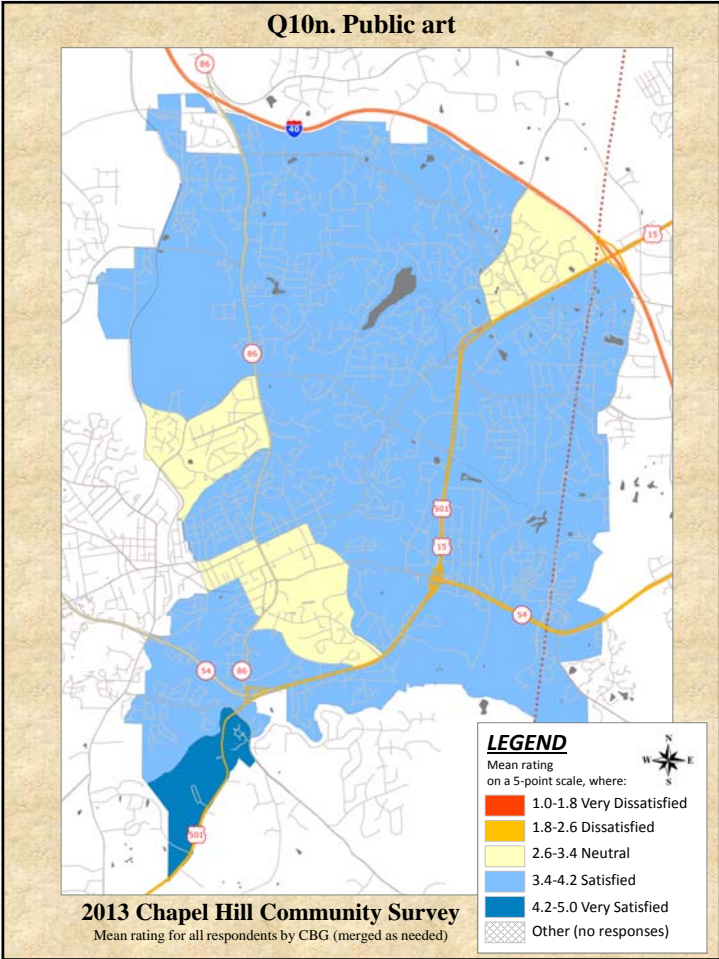 Q10n. Public art
86
40
15
86
501
15
54
54
86
501
LEGEND
Mean rating
on a 5-point scale, where:
N
W E
S
1.0-1.8 Very Dissatisfied
1.8-2.6 Dissatisfied
2.6-3.4 Neutral
3.4-4.2 Satisfied
4.2-5.0 Very Satisfied
Other (no responses)
2013 Chapel Hill Community Survey
Mean rating for all respondents by CBG (merged as needed)